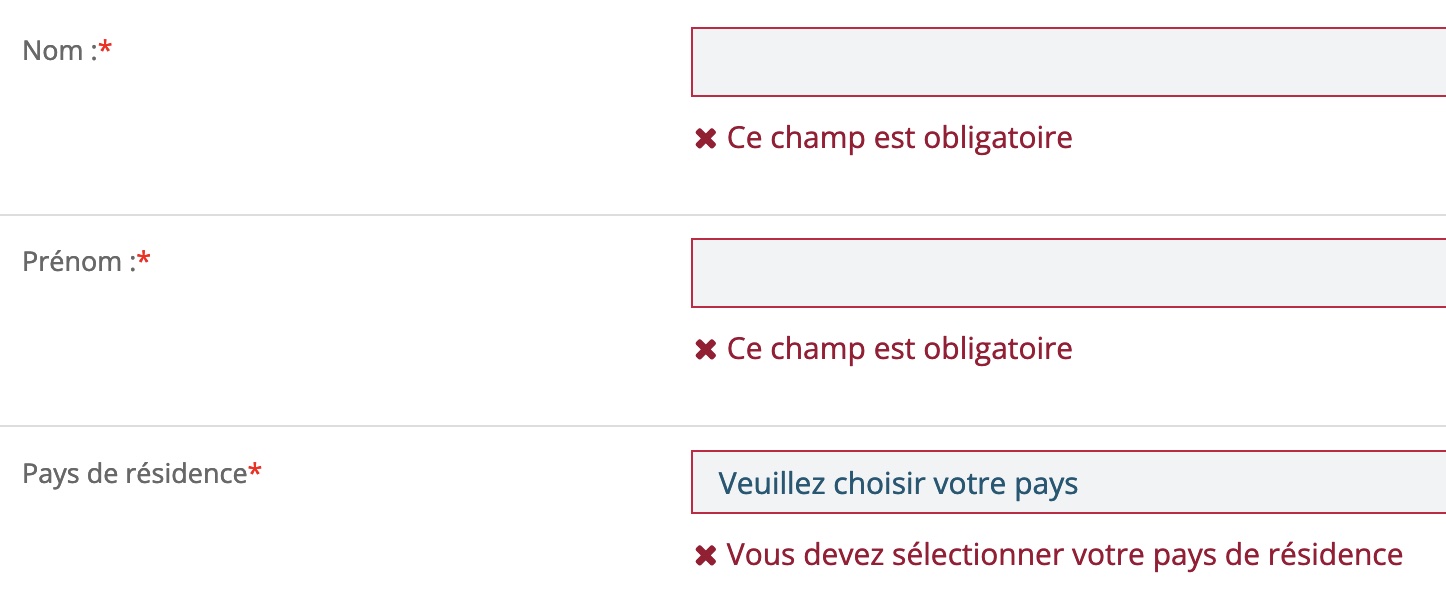 Nom :*
✖ Ce champ est obligatoire
Prénom :*
✖ Ce champ est obligatoire
Pays de résidence*
Veuillez choisir votre pays
✖ Vous devez sélectionner votre pays de résidence